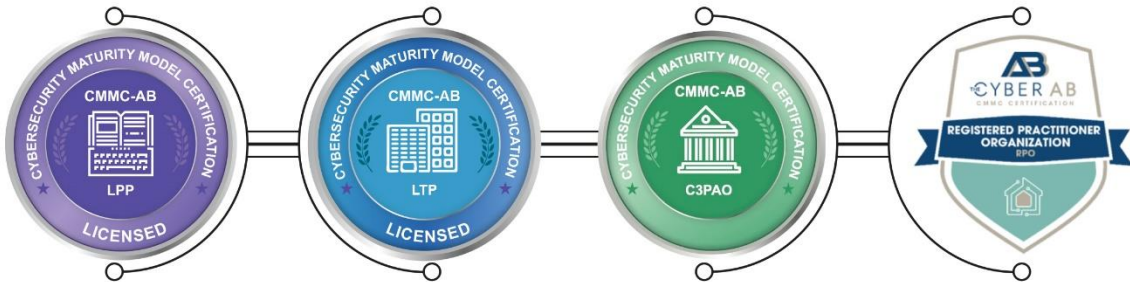 CYBERSECURITY MATURITY MODEL CERTIFICATION
CMMC-AB
LPP
LICENSED
CYBERSECURITY MATURITY MODEL CERTIFICATION
CMMC-AB
LTP
LICENSED
CYBERSECURITY MATURITY MODEL CERTIFICATION
CMMC-AB
C3PAO
AB
THE CYBER AB
CMMC CERTIFICATION
REGISTERED PRACTITIONER
ORGANIZATION
RPO